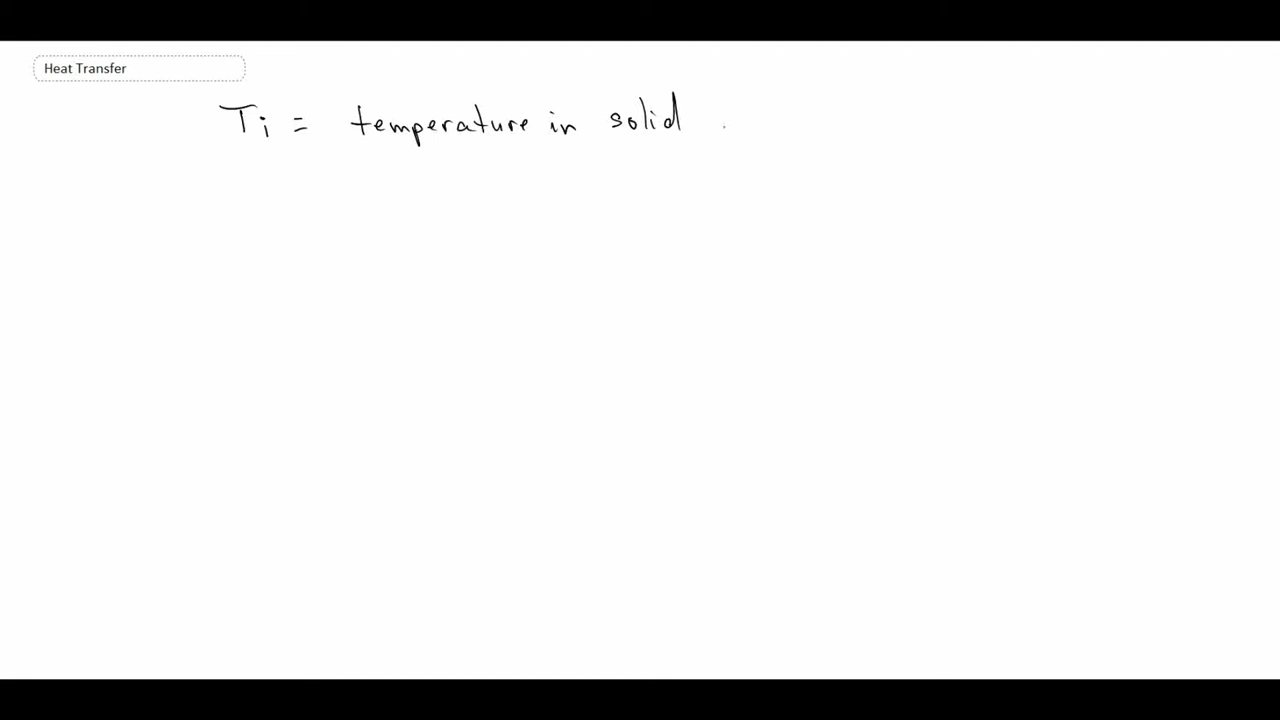 Heat Transfer
Ti = temperature in solid